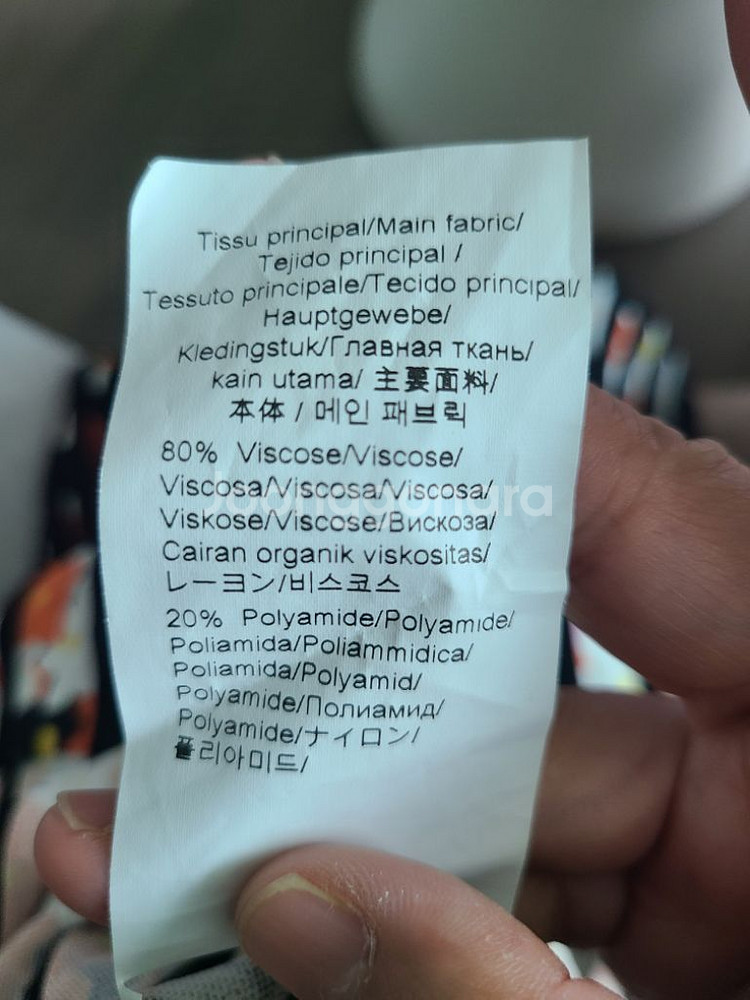 Tissu principal/Main fabric/
Tejido principal /
Tessuto principale/Tecido principal/
Hauptgewebe/
Kledingstuk/Главная ткань/
kain utama/ 主要面料/
本体 / 메인 패브릭
80% Viscose/Viscose/
Viscosa/Viscosa/Viscosa/
Viskose/Viscose/Вискоза/
Cairan organik viskositas/
レーヨン/비스코스
20% Polyamide/Polyamide/
Poliamida/Poliammidica/
Poliamida/Polyamid/
Polyamide/Полиамид/
Polyamide/ナイロン/
폴리아미드/
Joonggonara